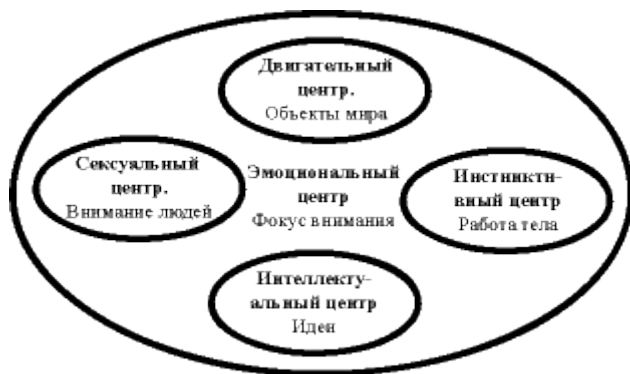 Двигательный
центр.
Объекты мира
Сексуальный
центр.
Внимание людей
Эмоциональный
центр
Фокус внимания
Инстникти-
вный центр
Работа тела
Интеллекту-
альный центр
Идеи